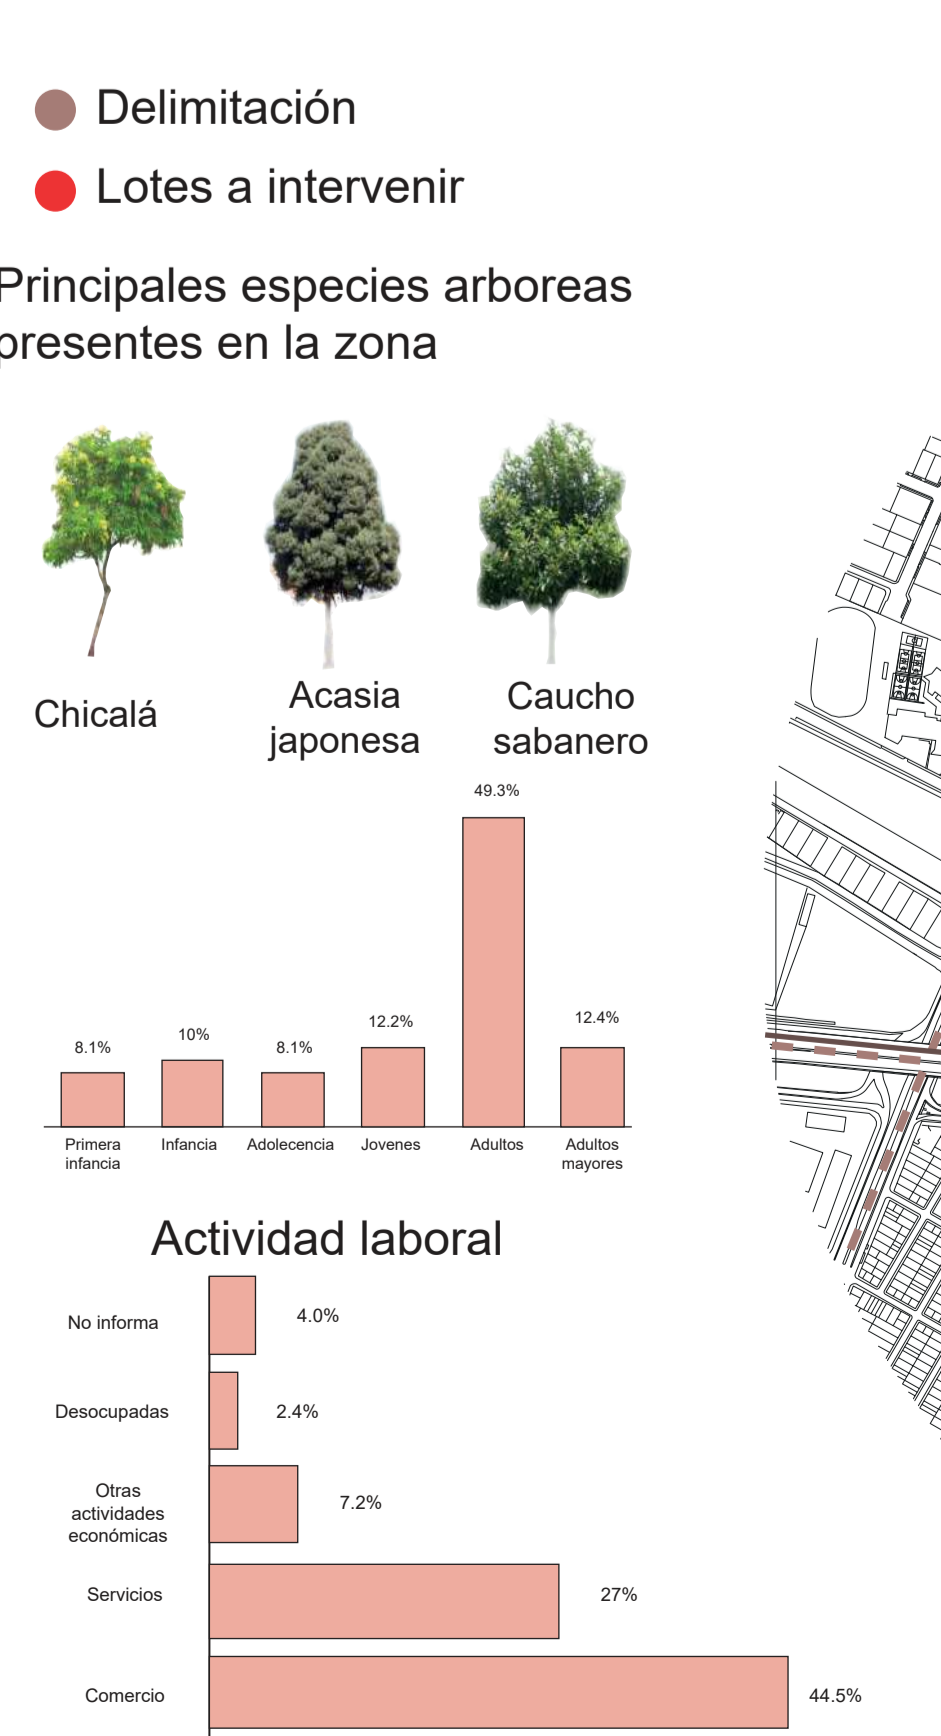 Delimitación
Lotes a intervenir
Principales especies arboreas
presentes en la zona
Chicalá
Acasia
japonesa
Caucho
sabanero
49.3%
8.1%
10%
8.1%
12.2%
12.4%
Primera
infancia
Infancia
Adolecencia
Jovenes
Adultos
Adultos
mayores
Actividad laboral
No informa
4.0%
Desocupadas
2.4%
Otras
actividades
económicas
7.2%
Servicios
27%
Comercio
44.5%